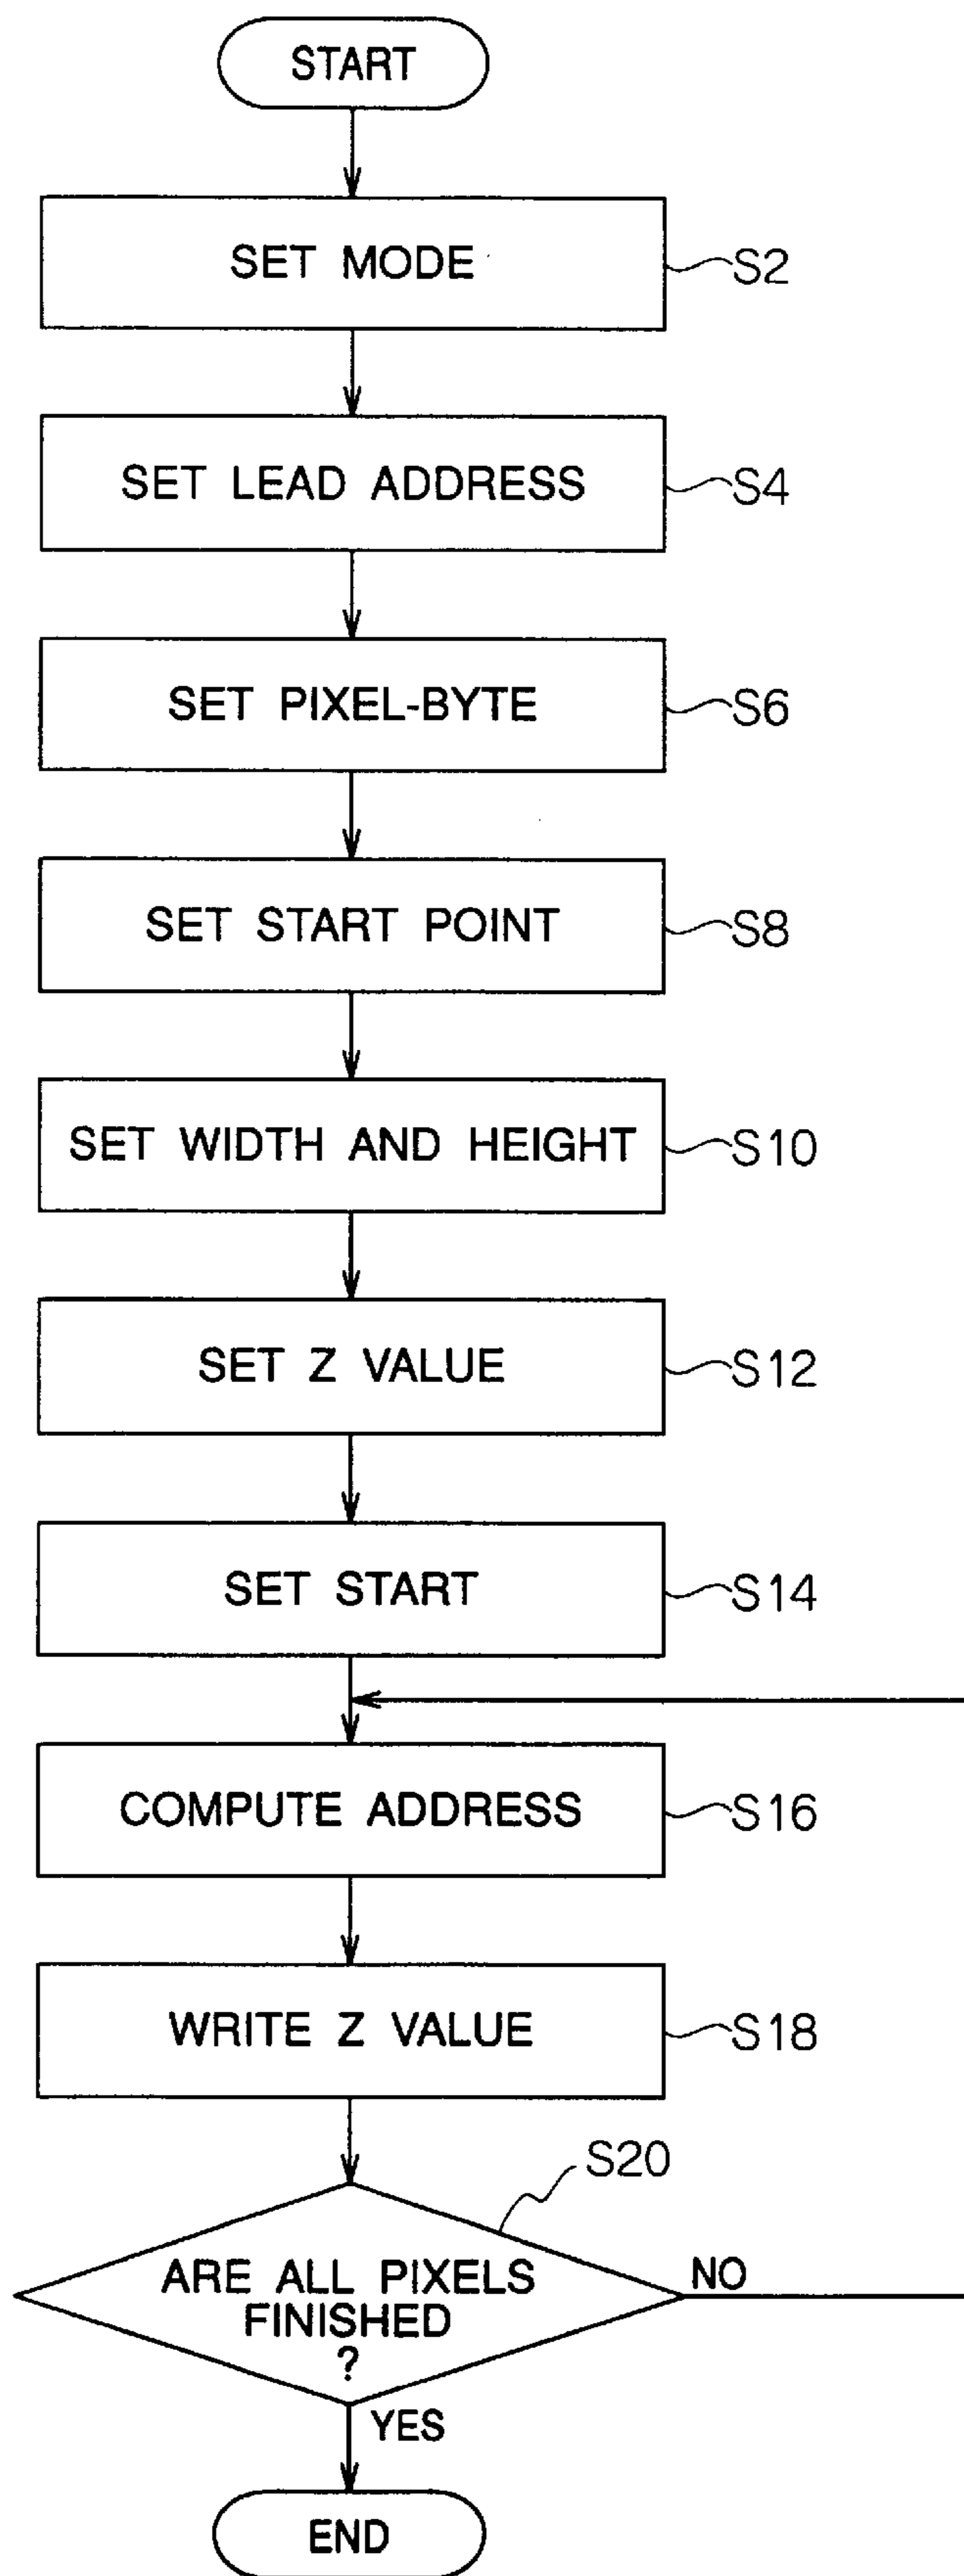 START
SET MODE
S2
SET LEAD ADDRESS
S4
SET PIXEL-BYTE
S6
SET START POINT
S8
SET WIDTH AND HEIGHT
S10
SET Z VALUE
S12
SET START
S14
COMPUTE ADDRESS
S16
WRITE Z VALUE
S18
S20
ARE ALL PIXELS
FINISHED
?
NO
YES
END